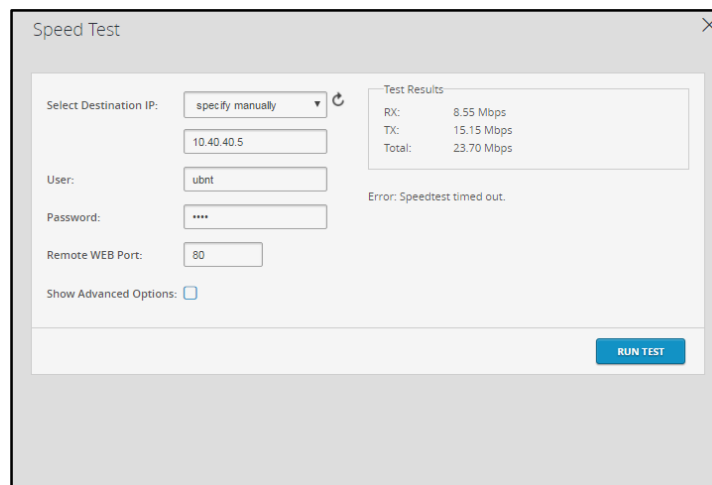 Speed Test
Select Destination IP:
specify manually
10.40.40.5
User:
ubnt
Password:
••••
Remote WEB Port:
80
Show Advanced Options:
Test Results
RX: 8.55 Mbps
TX: 15.15 Mbps
Total: 23.70 Mbps
Error: Speedtest timed out.
RUN TEST